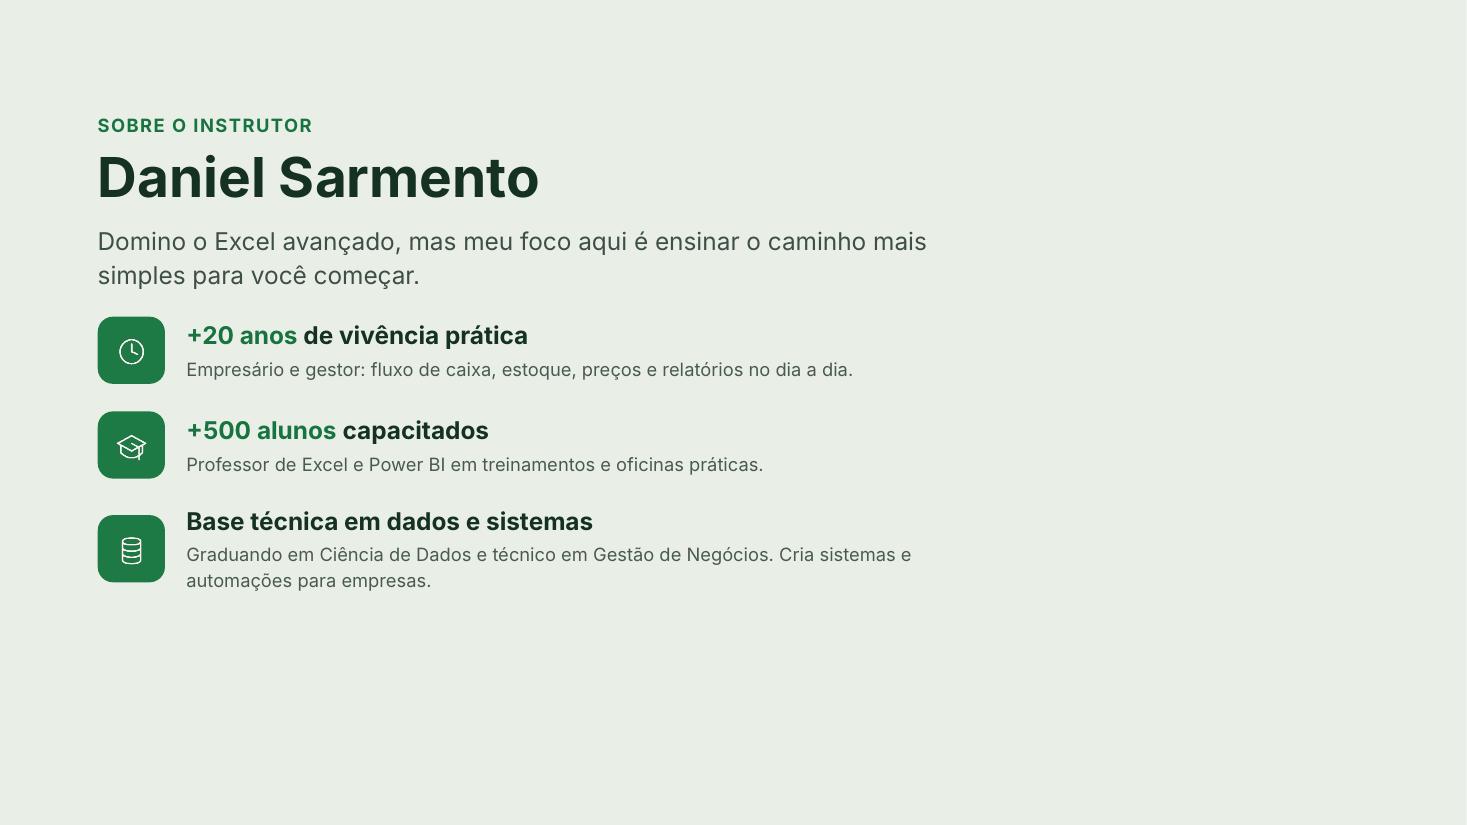 SOBRE O INSTRUTOR
Daniel Sarmento
Domino o Excel avançado, mas meu foco aqui é ensinar o caminho mais
simples para você começar.
+20 anos de vivência prática
Empresário e gestor: fluxo de caixa, estoque, preços e relatórios no dia a dia.
+500 alunos capacitados
Professor de Excel e Power BI em treinamentos e oficinas práticas.
Base técnica em dados e sistemas
Graduando em Ciência de Dados e técnico em Gestão de Negócios. Cria sistemas e
automações para empresas.